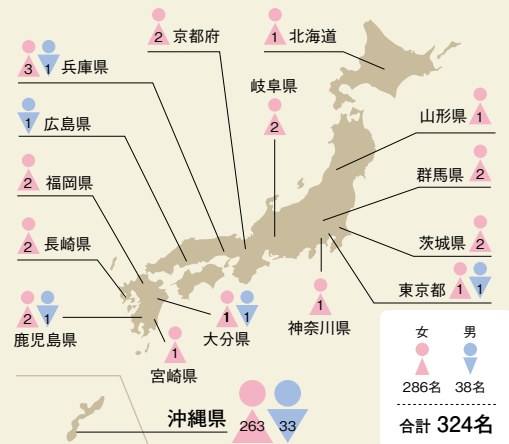 2 京都府
1 北海道
3 1 兵庫県
岐阜県
2
1 広島県
山形県 1
2 福岡県
群馬県 2
2 長崎県
茨城県 2
東京都 1 1
2 1
鹿児島県
1 1
大分県
1
宮崎県
1
神奈川県
沖縄県 263 33
女 男
286名 38名
合計 324名